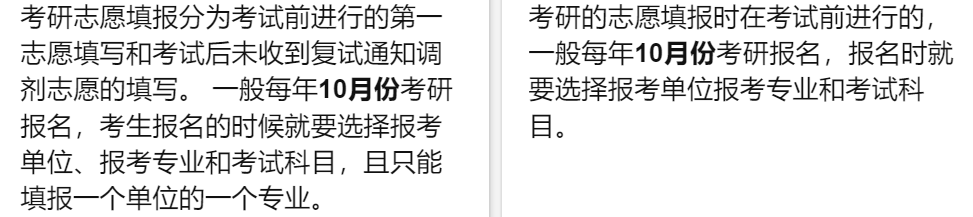 考研志愿填报分为考试前进行的第一
志愿填写和考试后未收到复试通知调
剂志愿的填写。 一般每年10月份考研
报名，考生报名的时候就要选择报考
单位、报考专业和考试科目，且只能
填报一个单位的一个专业。
考研的志愿填报时在考试前进行的，
一般每年10月份考研报名，报名时就
要选择报考单位报考专业和考试科
目。